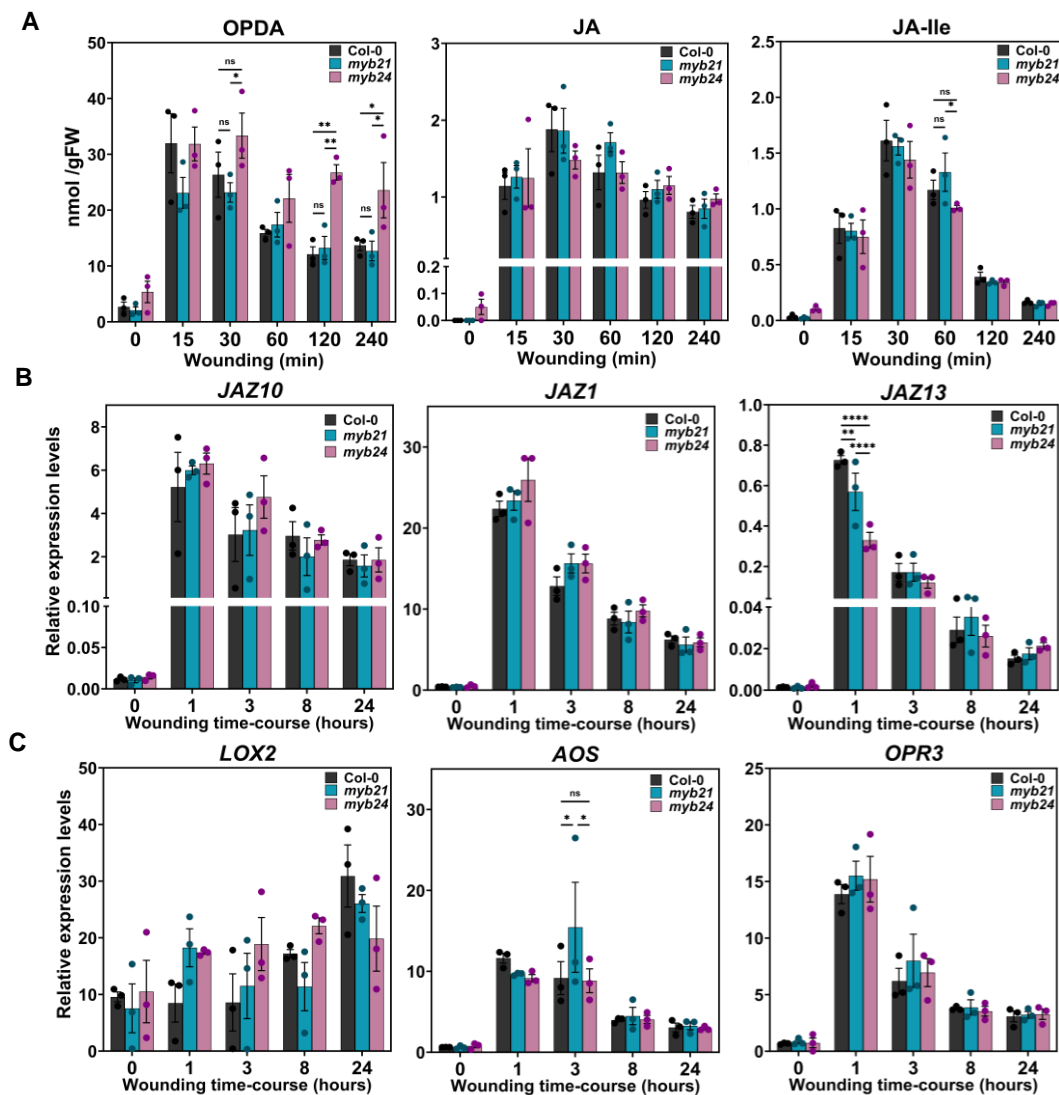 A
OPDA
JA
JA-Ile
nmol /gFW
50
40
30
20
10
0
Col-0
myb21
myb24
ns
*
ns
**
**
ns
*
*
ns
0 15 30 60 120 240
Wounding (min)
3
2
1
0.2
0.1
0.0
Col-0
myb21
myb24
0 15 30 60 120 240
Wounding (min)
2.5
2.0
1.5
1.0
0.5
0.0
Col-0
myb21
myb24
ns
*
ns
0 15 30 60 120 240
Wounding (min)
B
JAZ10
JAZ1
JAZ13
Relative expression levels
8
6
4
2
0.10
0.05
0.00
Col-0
myb21
myb24
0 1 3 8 24
Wounding time-course (hours)
30
20
10
0
Col-0
myb21
myb24
0 1 3 8 24
Wounding time-course (hours)
1.0
0.8
0.6
0.4
0.2
0.04
0.02
0.00
Col-0
myb21
myb24
****
**
****
0 1 3 8 24
Wounding time-course (hours)
C
LOX2
AOS
OPR3
Relative expression levels
50
40
30
20
10
0
Col-0
myb21
myb24
0 1 3 8 24
Wounding time-course (hours)
30
20
10
0
Col-0
myb21
myb24
ns
* *
0 1 3 8 24
Wounding time-course (hours)
25
20
15
10
5
0
Col-0
myb21
myb24
0 1 3 8 24
Wounding time-course (hours)